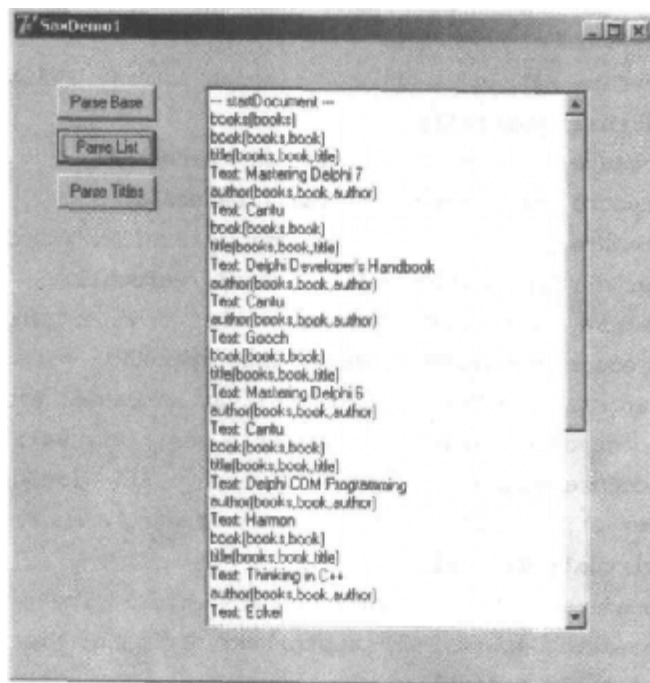 SaxDemo1
Parse Base
Parse List
Parse Titles
--- startDocument ---
books(books)
book(books,book)
title(books,book,title)
Text: Mastering Delphi 7
author(books,book,author)
Text: Cantu
book(books,book)
title(books,book,title)
Text: Delphi Developer's Handbook
author(books,book,author)
Text: Cantu
author(books,book,author)
Text: Gooch
book(books,book)
title(books,book,title)
Text: Mastering Delphi 6
author(books,book,author)
Text: Cantu
book(books,book)
title(books,book,title)
Text: Delphi COM Programming
author(books,book,author)
Text: Harmon
book(books,book)
title(books,book,title)
Text: Thinking in C++
author(books,book,author)
Text: Eckel